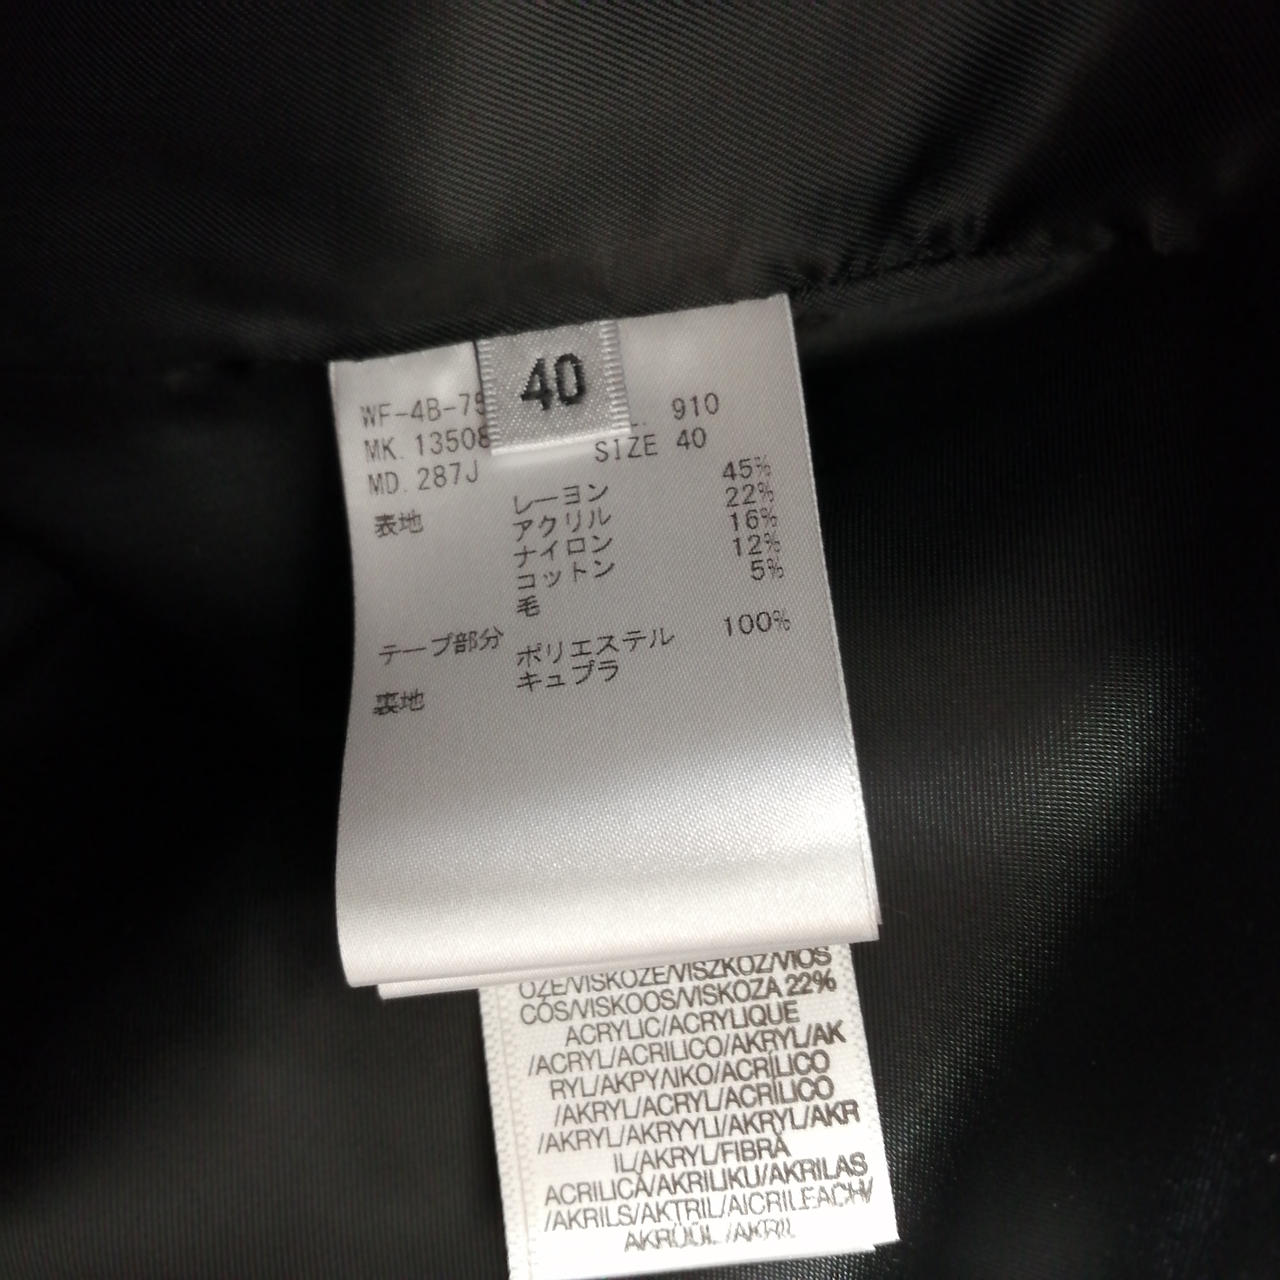 40
WF-4B-75
910
MK. 13508
SIZE 40
MD. 287J
表地 レーヨン 45%
アクリル 22%
ナイロン 16%
コットン 12%
毛 5%
テープ部分 ポリエステル 100%
裏地 キュプラ
OZE/VISKOZE/VISZKÓZ/VIOS
COS/VISKOOS/VISKOZA 22%
ACRYLIC/ACRYLIQUE
/ACRYL/ACRILICO/AKRYL/AK
RYL/AKPYΛIKO/ACRÍLICO
/AKRYL/ACRYL/ACRÍLICO
/AKRYL/AKRYYLI/AKRYL/AKR
IL/AKRYL/FIBRĂ
ACRILICĂ/AKRILIKU/AKRILAS
/AKRILS/AKTRIL/AICRILEACH/
AKRÜÜL/AKRIL